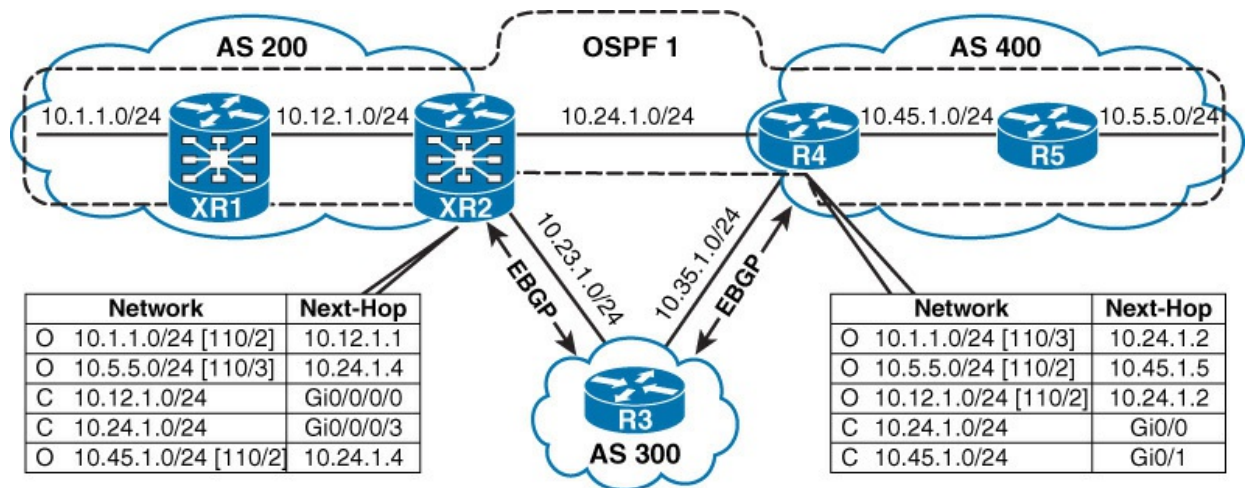 AS 200
OSPF 1
AS 400
10.1.1.0/24
10.12.1.0/24
10.24.1.0/24
10.45.1.0/24
10.5.5.0/24
XR1
XR2
R4
R5
10.23.1.0/24
10.35.1.0/24
EBGP
EBGP
R3
AS 300
Network Next-Hop
O 10.1.1.0/24 [110/2] 10.12.1.1
O 10.5.5.0/24 [110/3] 10.24.1.4
C 10.12.1.0/24 Gi0/0/0/0
C 10.24.1.0/24 Gi0/0/0/3
O 10.45.1.0/24 [110/2] 10.24.1.4
Network Next-Hop
O 10.1.1.0/24 [110/3] 10.24.1.2
O 10.5.5.0/24 [110/2] 10.45.1.5
O 10.12.1.0/24 [110/2] 10.24.1.2
C 10.24.1.0/24 Gi0/0
C 10.45.1.0/24 Gi0/1